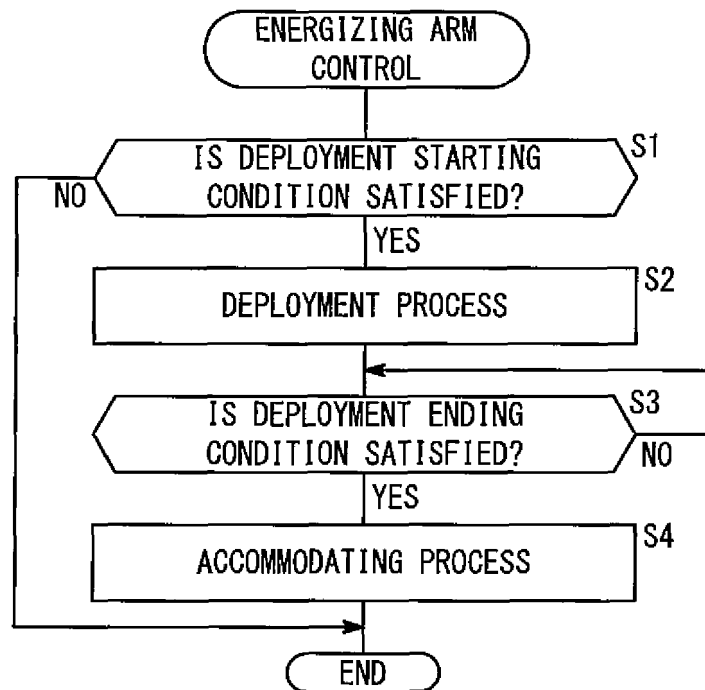 ENERGIZING ARM
CONTROL
IS DEPLOYMENT STARTING
CONDITION SATISFIED?
S1
NO
YES
DEPLOYMENT PROCESS
S2
IS DEPLOYMENT ENDING
CONDITION SATISFIED?
S3
NO
YES
ACCOMMODATING PROCESS
S4
END